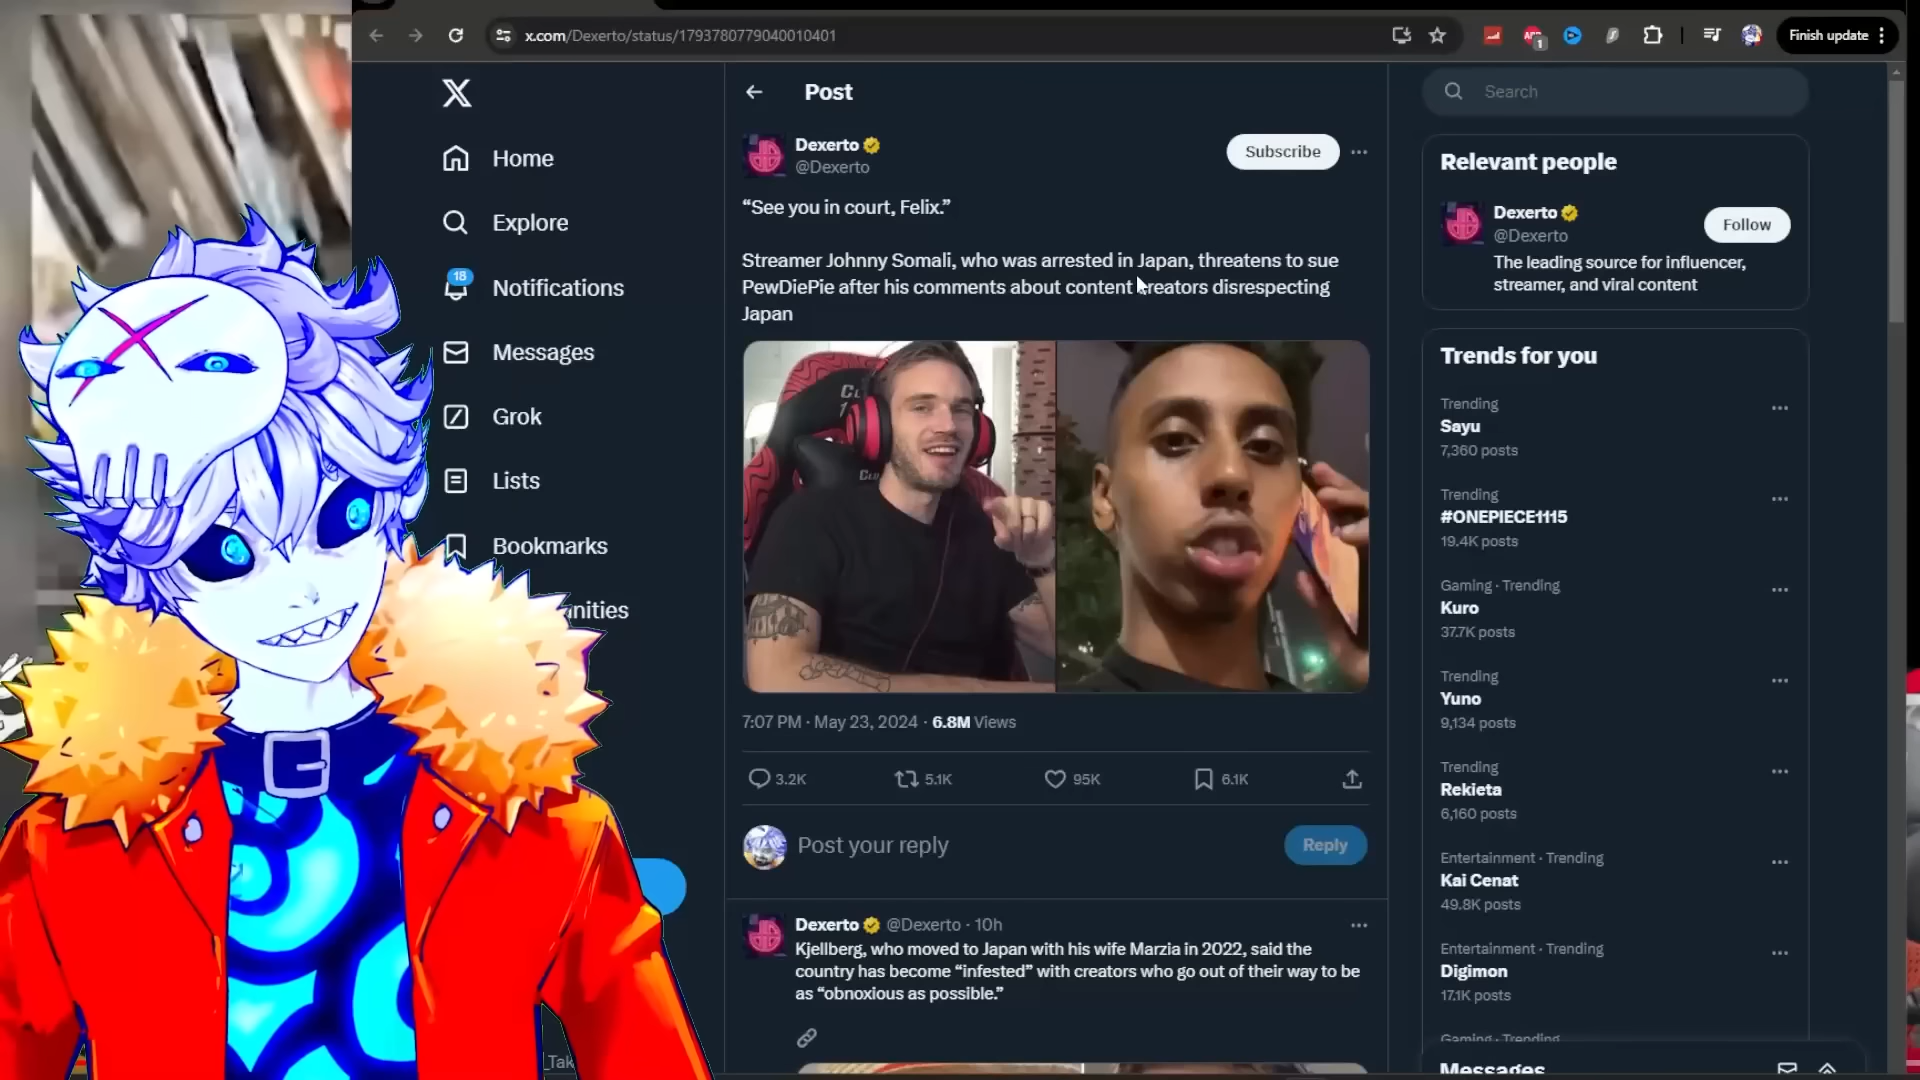 x.com/Dexerto/status/1793780779040010401
Finish update
1
Post
Search
Home
Explore
18
Notifications
Messages
Grok
Lists
Bookmarks
nities
Dexerto
@Dexerto
Subscribe
“See you in court, Felix.”
Streamer Johnny Somali, who was arrested in Japan, threatens to sue
PewDiePie after his comments about content creators disrespecting
Japan
7:07 PM · May 23, 2024 · 6.8M Views
3.2K 5.1K 95K 6.1K
Post your reply
Reply
Dexerto @Dexerto · 10h
Kjellberg, who moved to Japan with his wife Marzia in 2022, said the
country has become “infested” with creators who go out of their way to be
as “obnoxious as possible.”
Relevant people
Dexerto
@Dexerto
Follow
The leading source for influencer,
streamer, and viral content
Trends for you
Trending
Sayu
7,360 posts
Trending
#ONEPIECE1115
19.4K posts
Gaming · Trending
Kuro
37.7K posts
Trending
Yuno
9,134 posts
Trending
Rekieta
6,160 posts
Entertainment · Trending
Kai Cenat
49.8K posts
Entertainment · Trending
Digimon
17.1K posts
Gaming · Trending
Messages
_Tak